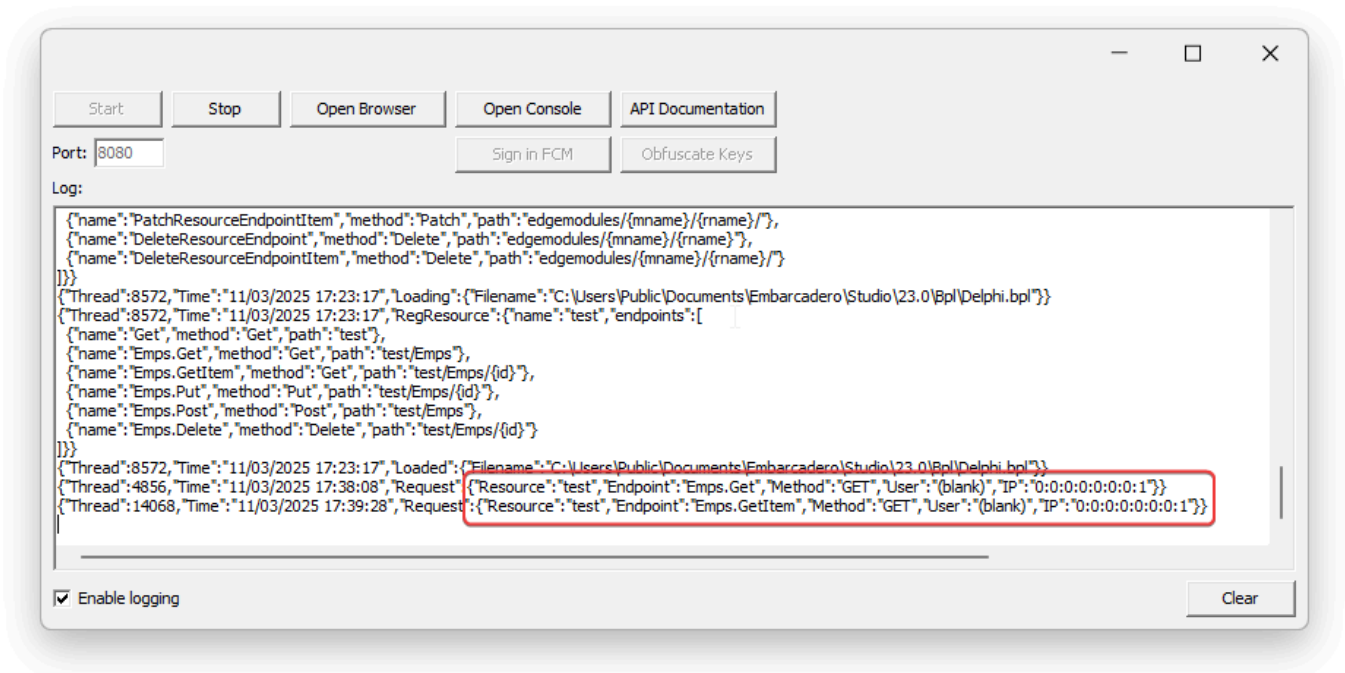 Start Stop Open Browser Open Console API Documentation
Port: 8080 Sign in FCM Obfuscate Keys
Log:
{"name":"PatchResourceEndpointItem","method":"Patch","path":"edgemodules/{mname}/{rname}/"},
{"name":"DeleteResourceEndpoint","method":"Delete","path":"edgemodules/{mname}/{rname}"},
{"name":"DeleteResourceEndpointItem","method":"Delete","path":"edgemodules/{mname}/{rname}/"}
]}}
{"Thread":8572,"Time":"11/03/2025 17:23:17","Loading":{"Filename":"C:\Users\Public\Documents\Embarcadero\Studio\23.0\Bpl\Delphi.bpl"}}
{"Thread":8572,"Time":"11/03/2025 17:23:17","RegResource":{"name":"test","endpoints":[
{"name":"Get","method":"Get","path":"test"},
{"name":"Emps.Get","method":"Get","path":"test/Emps"},
{"name":"Emps.GetItem","method":"Get","path":"test/Emps/{id}"},
{"name":"Emps.Put","method":"Put","path":"test/Emps/{id}"},
{"name":"Emps.Post","method":"Post","path":"test/Emps"},
{"name":"Emps.Delete","method":"Delete","path":"test/Emps/{id}"}
]}}
{"Thread":8572,"Time":"11/03/2025 17:23:17","Loaded":{"Filename":"C:\Users\Public\Documents\Embarcadero\Studio\23.0\Bpl\Delphi.bpl"}}
{"Thread":4856,"Time":"11/03/2025 17:38:08","Request":{"Resource":"test","Endpoint":"Emps.Get","Method":"GET","User":"(blank)","IP":"0:0:0:0:0:0:0:1"}}
{"Thread":14068,"Time":"11/03/2025 17:39:28","Request":{"Resource":"test","Endpoint":"Emps.GetItem","Method":"GET","User":"(blank)","IP":"0:0:0:0:0:0:0:1"}}
Enable logging Clear